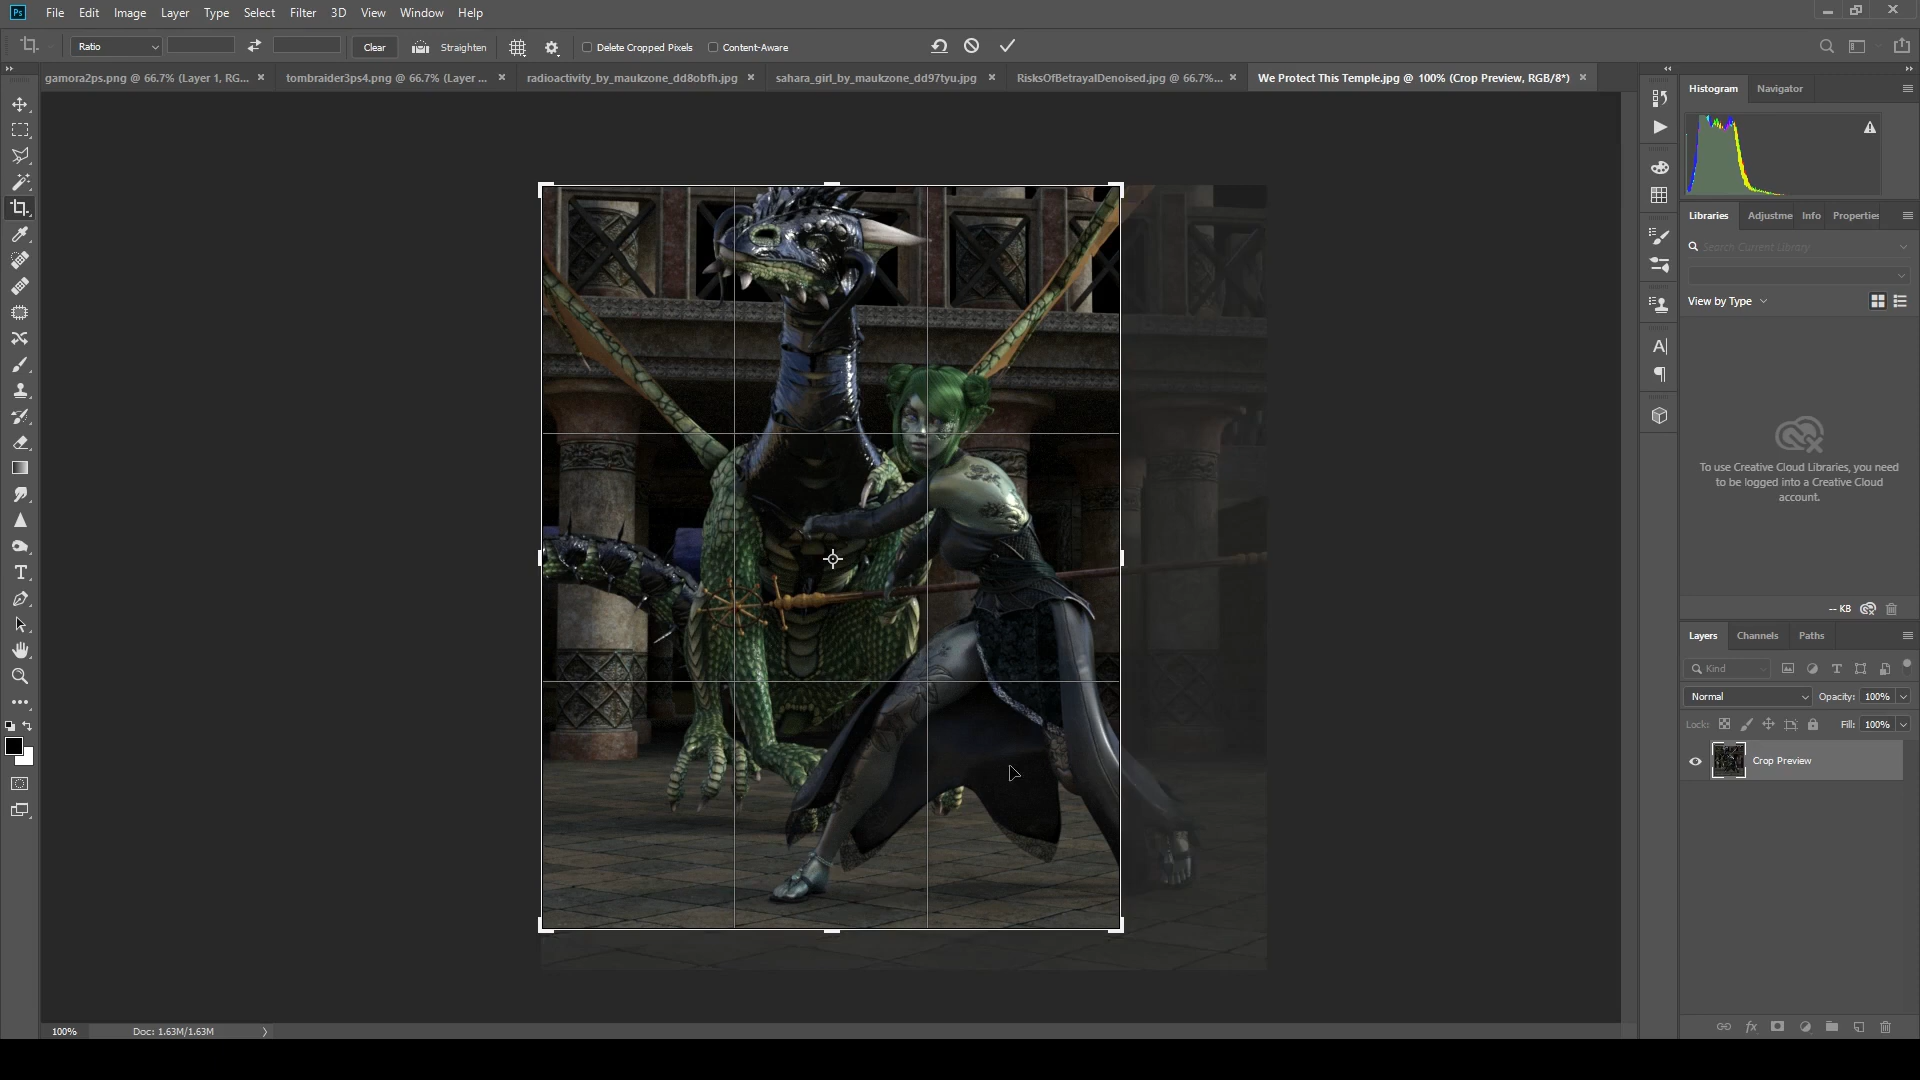 Ps File Edit Image Layer Type Select Filter 3D View Window Help
Ratio Clear Straighten Delete Cropped Pixels Content-Aware
gamora2ps.png @ 66.7% (Layer 1, RG... tombraider3ps4.png @ 66.7% (Layer ... radioactivity_by_maukzone_dd8obfh.jpg sahara_girl_by_maukzone_dd97tyu.jpg RisksOfBetrayalDenoised.jpg @ 66.7%... We Protect This Temple.jpg @ 100% (Crop Preview, RGB/8*)
Histogram Navigator
Libraries Adjustme Info Properties
Search Current Library
View by Type
To use Creative Cloud Libraries, you need
to be logged into a Creative Cloud
account.
-- KB
Layers Channels Paths
Kind
Normal Opacity: 100%
Lock: Fill: 100%
Crop Preview
100% Doc: 1.63M/1.63M